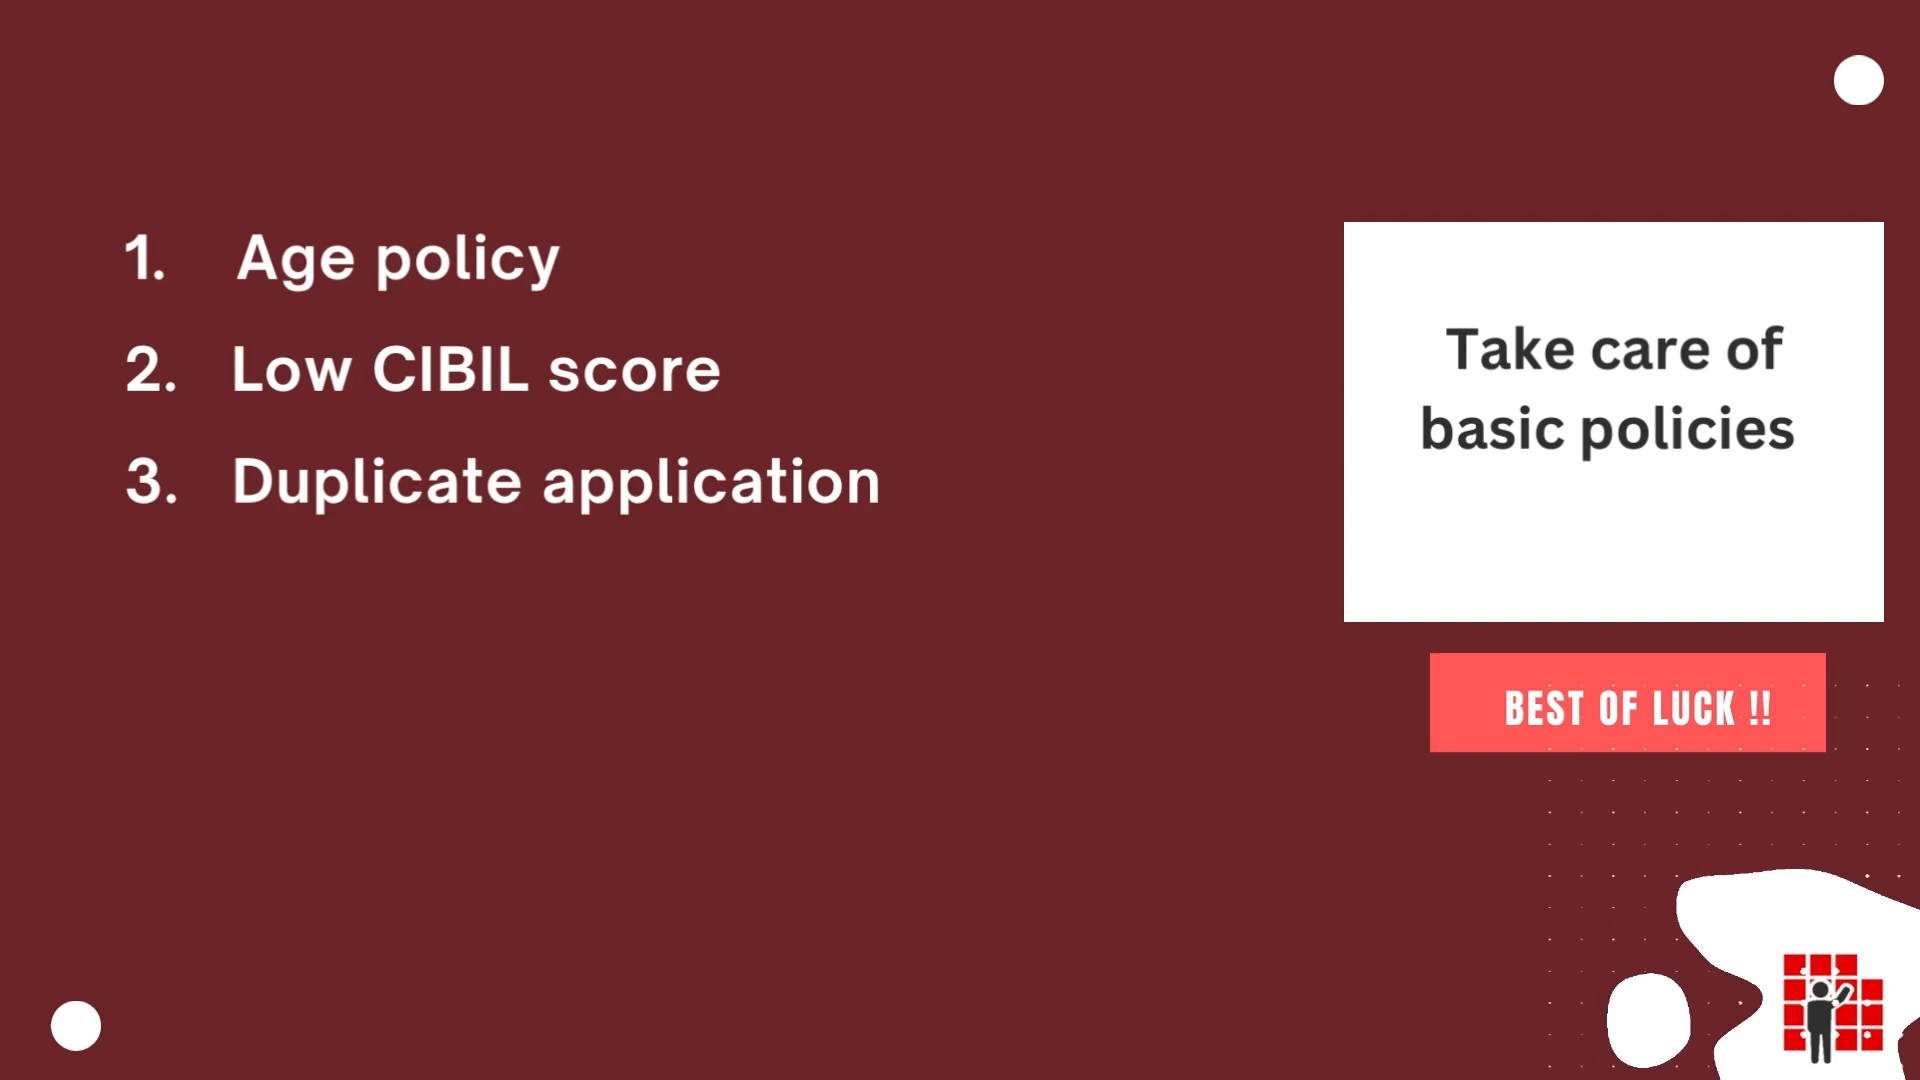 1. Age policy
2. Low CIBIL score
3. Duplicate application
Take care of
basic policies
BEST OF LUCK !!